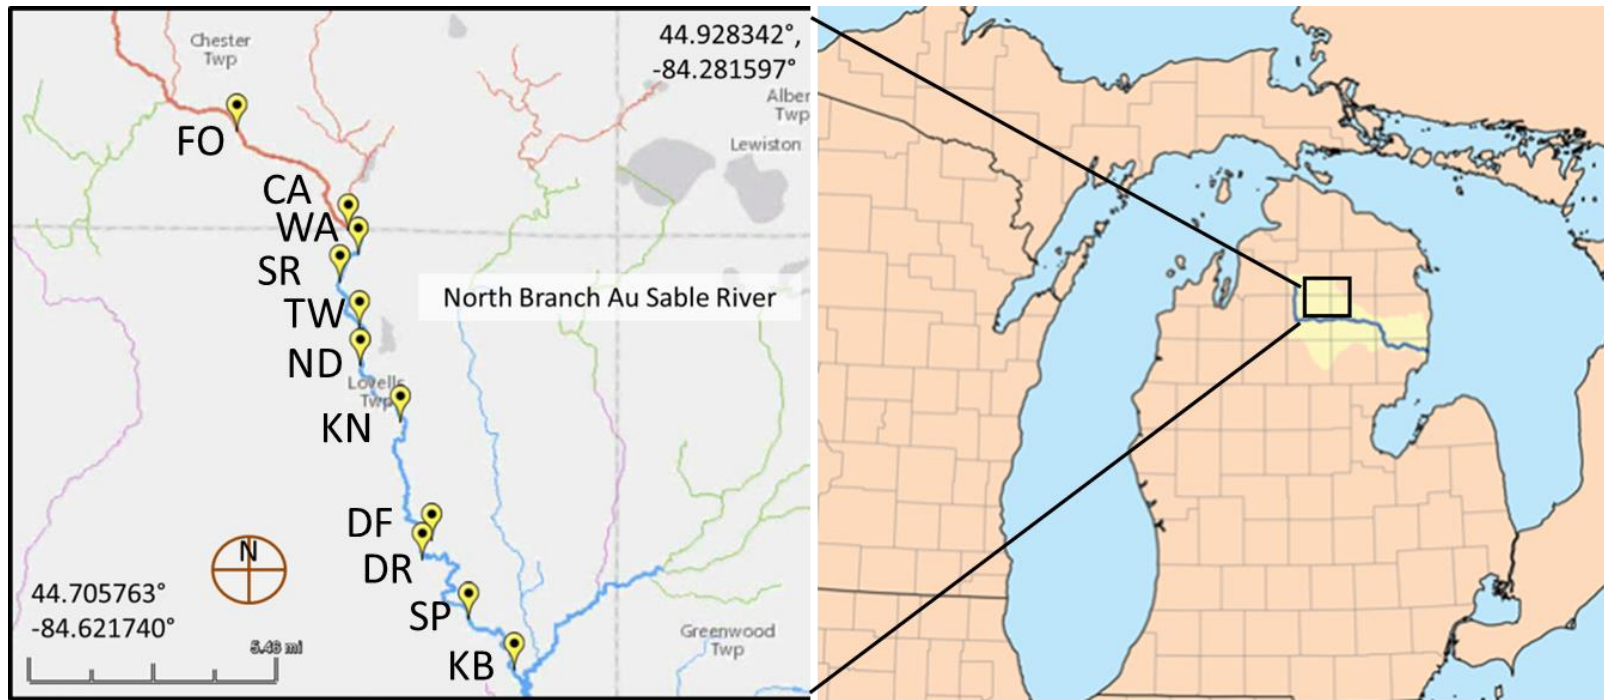 Chester
Twp
44.928342°,
-84.281597°
Alber
Twp
Lewiston
FO
CA
WA
SR
TW
North Branch Au Sable River
ND
Lovells
Twp
KN
DF
N
DR
44.705763°
-84.621740°
SP
5.48 mi
Greenwood
Twp
KB